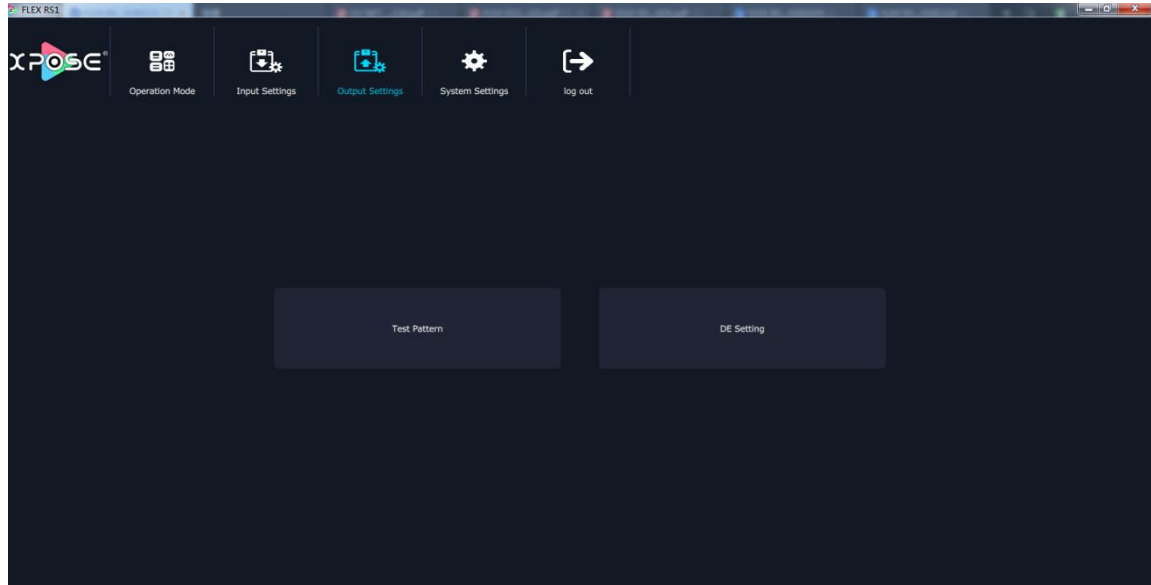 FLEX RS1
XPOSE®
Operation Mode
Input Settings
Output Settings
System Settings
log out
Test Pattern
DE Setting